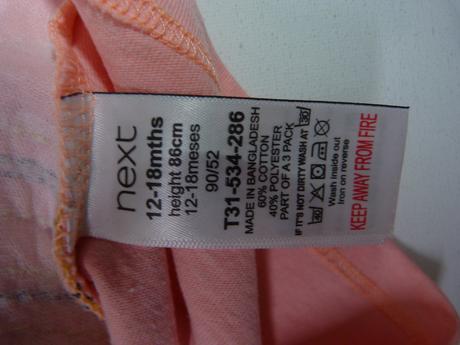 next
12-18mths
height 86cm
12-18meses
90/52
T31-534-286
MADE IN BANGLADESH
60% COTTON
40% POLYESTER
PART OF A 3 PACK
IF IT'S NOT DIRTY WASH AT 30
30
Wash inside out
Iron on reverse
KEEP AWAY FROM FIRE